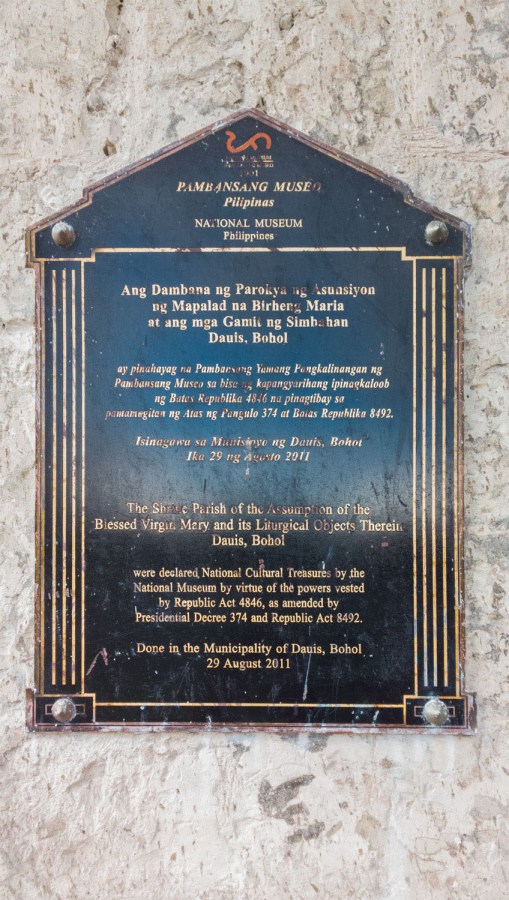 PAMBANSANG MUSEO
Pilipinas
NATIONAL MUSEUM
Philippines
Ang Dambana ng Parokya ng Asunsiyon
ng Mapalad na Birheng Maria
at ang mga Gamit ng Simbahan
Dauis, Bohol
ay pinahayag na Pambansang Yamang Pangkalinangan ng
Pambansang Museo sa bisa ng kapangyarihang ipinagkaloob
ng Batas Republika 4846 na pinagtibay sa
pamamagitan ng Atas ng Pangulo 374 at Batas Republika 8492.
Isinagawa sa Munisipyo ng Dauis, Bohol
Ika 29 ng Agosto 2011
The Shrine Parish of the Assumption of the
Blessed Virgin Mary and its Liturgical Objects Therein
Dauis, Bohol
were declared National Cultural Treasures by the
National Museum by virtue of the powers vested
by Republic Act 4846, as amended by
Presidential Decree 374 and Republic Act 8492.
Done in the Municipality of Dauis, Bohol
29 August 2011